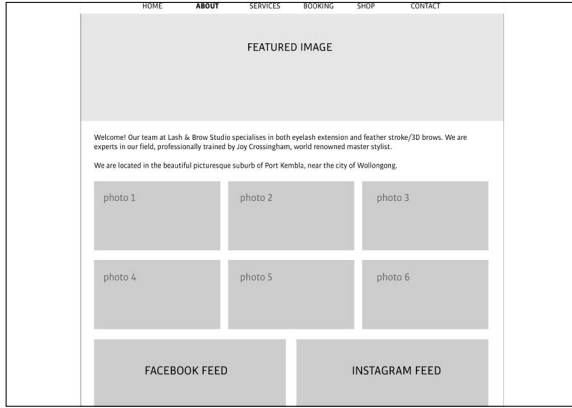 HOME ABOUT SERVICES BOOKING SHOP CONTACT
FEATURED IMAGE
Welcome! Our team at Lash & Brow Studio specialises in both eyelash extension and feather stroke/3D brows. We are
experts in our field, professionally trained by Joy Crossingham, world renowned master stylist.
We are located in the beautiful picturesque suburb of Port Kembla, near the city of Wollongong.
photo 1 photo 2 photo 3
photo 4 photo 5 photo 6
FACEBOOK FEED INSTAGRAM FEED